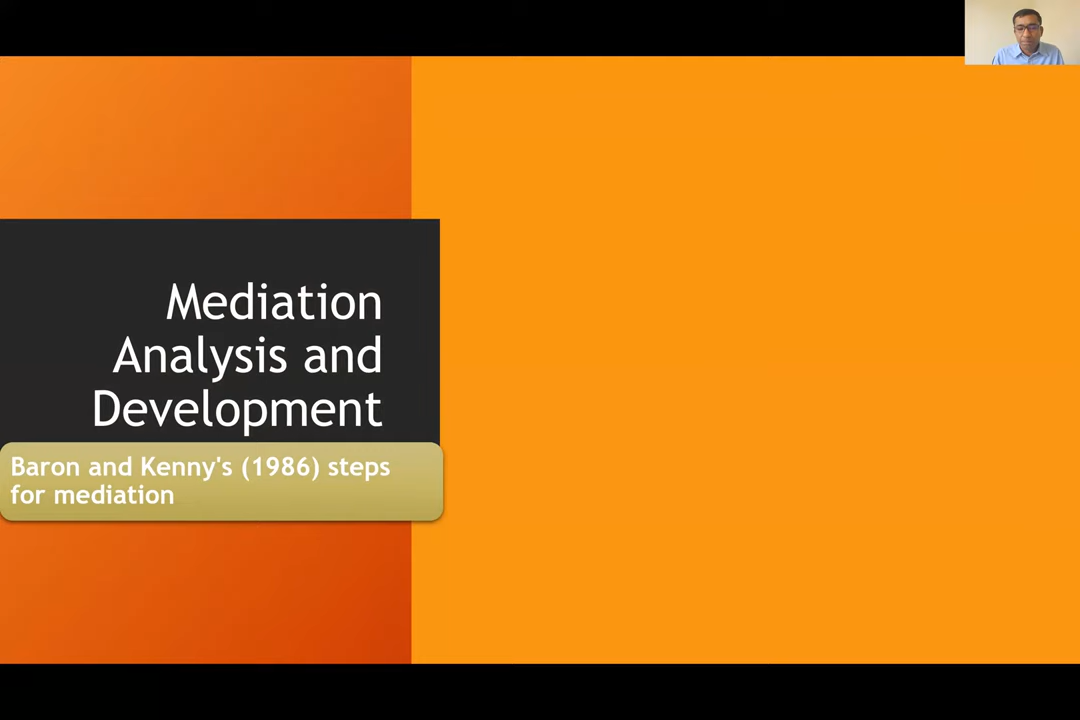 Mediation
Analysis and
Development
Baron and Kenny's (1986) steps
for mediation